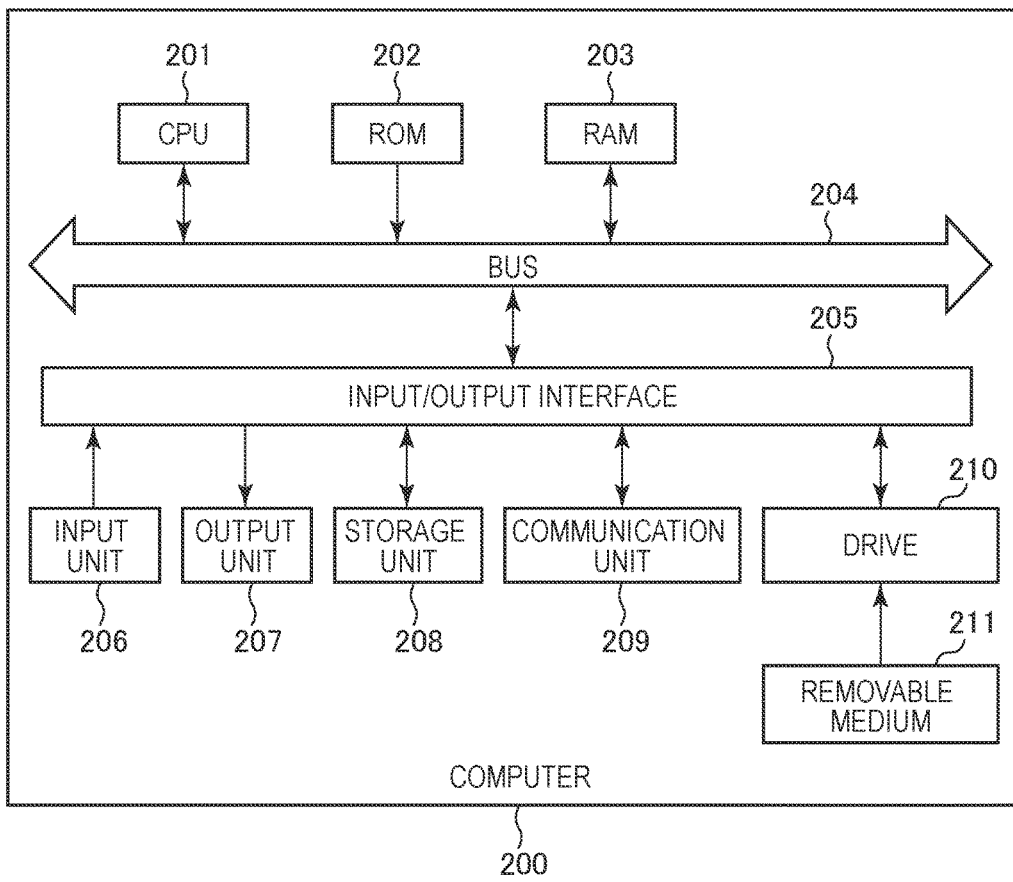 201
202
203
CPU
ROM
RAM
204
BUS
205
INPUT/OUTPUT INTERFACE
210
INPUT
UNIT
OUTPUT
UNIT
STORAGE
UNIT
COMMUNICATION
UNIT
DRIVE
206
207
208
209
211
REMOVABLE
MEDIUM
COMPUTER
200